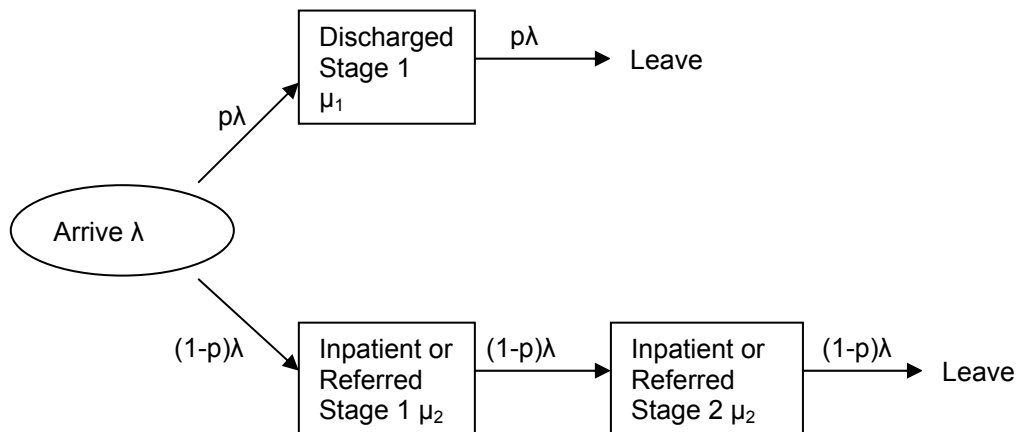 Discharged
Stage 1
μ₁
pλ
Leave
pλ
Arrive λ
(1-p)λ
Inpatient or
Referred
Stage 1 μ₂
(1-p)λ
Inpatient or
Referred
Stage 2 μ₂
(1-p)λ
Leave